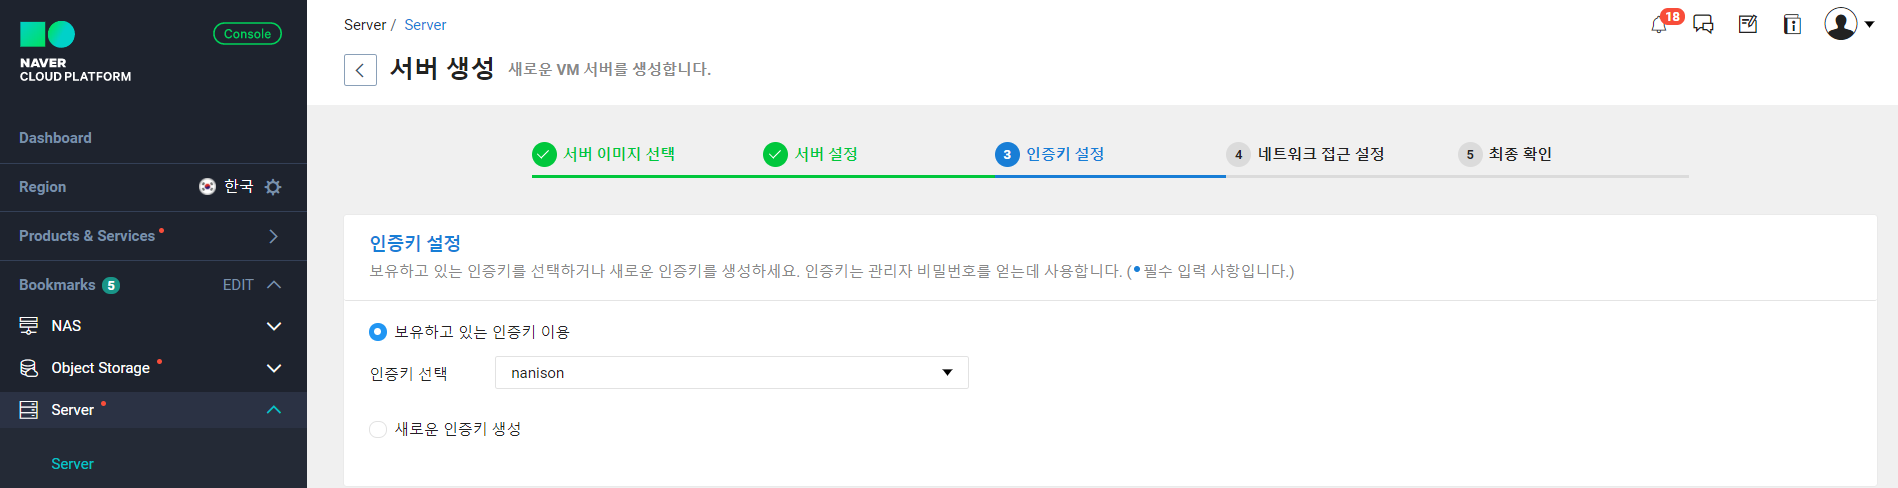 NAVER
CLOUD PLATFORM
Console
Dashboard
Region 한국
Products & Services
Bookmarks 5 EDIT
NAS
Object Storage
Server
Server
Server / Server
18
서버 생성 새로운 VM 서버를 생성합니다.
서버 이미지 선택 서버 설정 3 인증키 설정 4 네트워크 접근 설정 5 최종 확인
인증키 설정
보유하고 있는 인증키를 선택하거나 새로운 인증키를 생성하세요. 인증키는 관리자 비밀번호를 얻는데 사용합니다. (• 필수 입력 사항입니다.)
보유하고 있는 인증키 이용
인증키 선택 nanison
새로운 인증키 생성